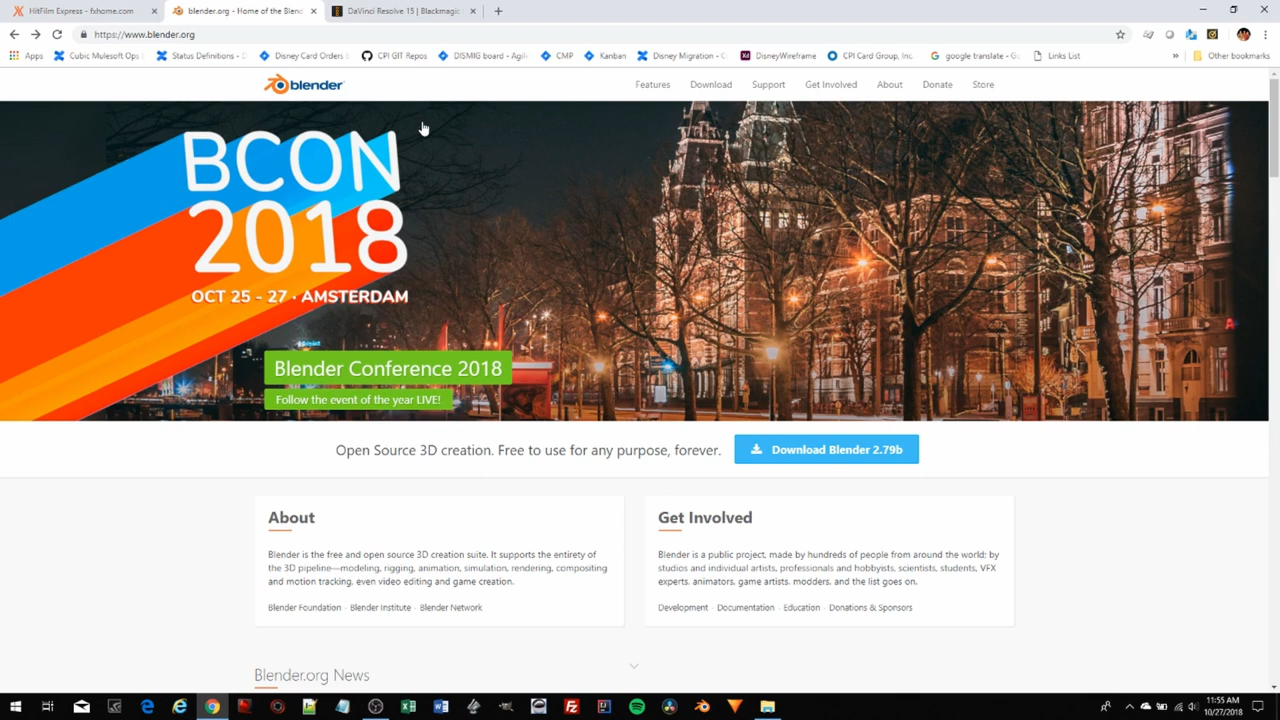 HitFilm Express - fxhome.com
blender.org - Home of the Blend
DaVinci Resolve 15 | Blackmagic
https://www.blender.org
Apps
Cubic Mulesoft Ops
Status Definitions - D
Disney Card Orders
CPI GIT Repos
DISMIG board - Agile
CMP
Kanban
Disney Migration - C
DisneyWireframe
CPI Card Group, Inc.
google translate - G
Links List
»
Other bookmarks
blender
Features
Download
Support
Get Involved
About
Donate
Store
BCON
2018
OCT 25 - 27 · AMSTERDAM
Blender Conference 2018
Follow the event of the year LIVE!
Open Source 3D creation. Free to use for any purpose, forever.
Download Blender 2.79b
About
Blender is the free and open source 3D creation suite. It supports the entirety of
the 3D pipeline—modeling, rigging, animation, simulation, rendering, compositing
and motion tracking, even video editing and game creation.
Blender Foundation · Blender Institute · Blender Network
Get Involved
Blender is a public project, made by hundreds of people from around the world; by
studios and individual artists, professionals and hobbyists, scientists, students, VFX
experts, animators, game artists, modders, and the list goes on.
Development · Documentation · Education · Donations & Sponsors
Blender.org News
11:55 AM
10/27/2018